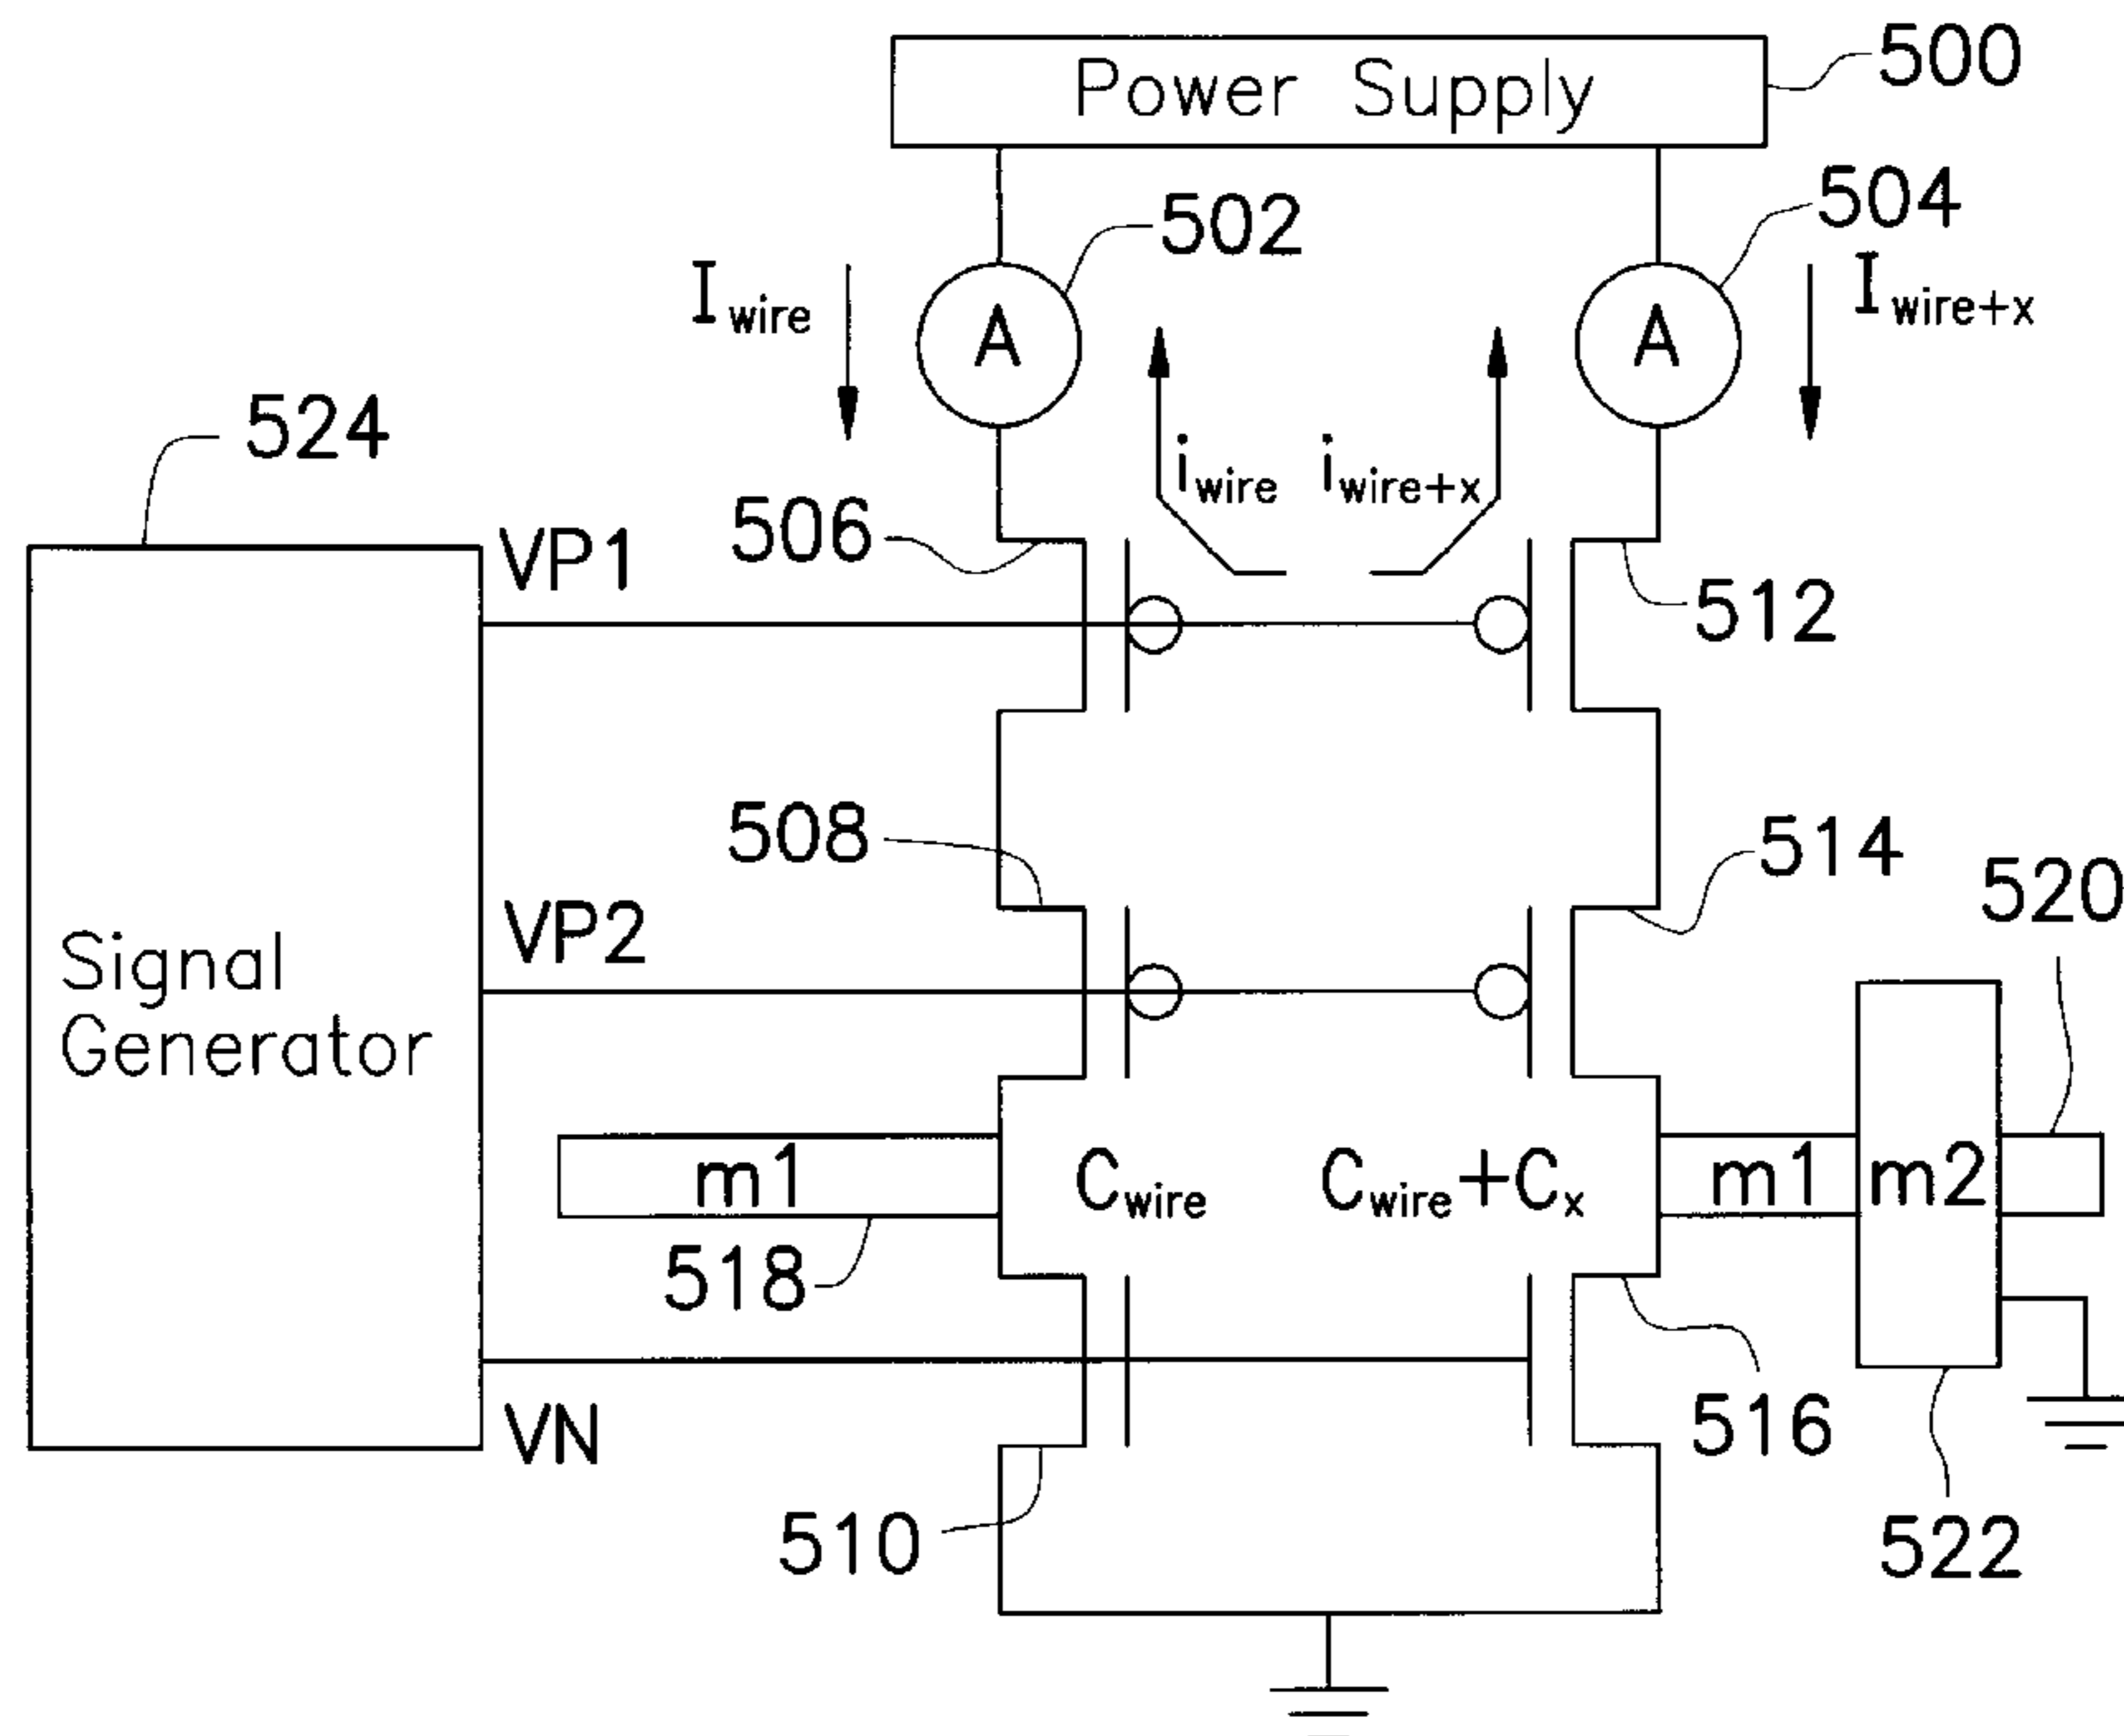 Power Supply
500
502
504
I wire
A
A
I wire+x
524
i wire
i wire+x
506
VP1
512
508
514
520
VP2
Signal
Generator
m1
C wire
C wire+C x
m1
m2
518
VN
516
510
522